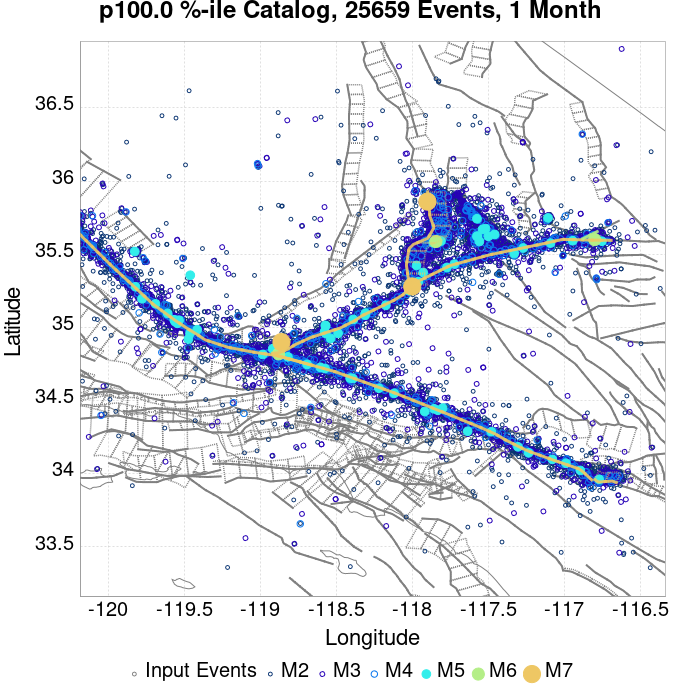 p100.0 %-ile Catalog, 25659 Events, 1 Month
36.5
36
35.5
35
34.5
34
33.5
Latitude
-120 -119.5 -119 -118.5 -118 -117.5 -117 -116.5
Longitude
Input Events M2 M3 M4 M5 M6 M7